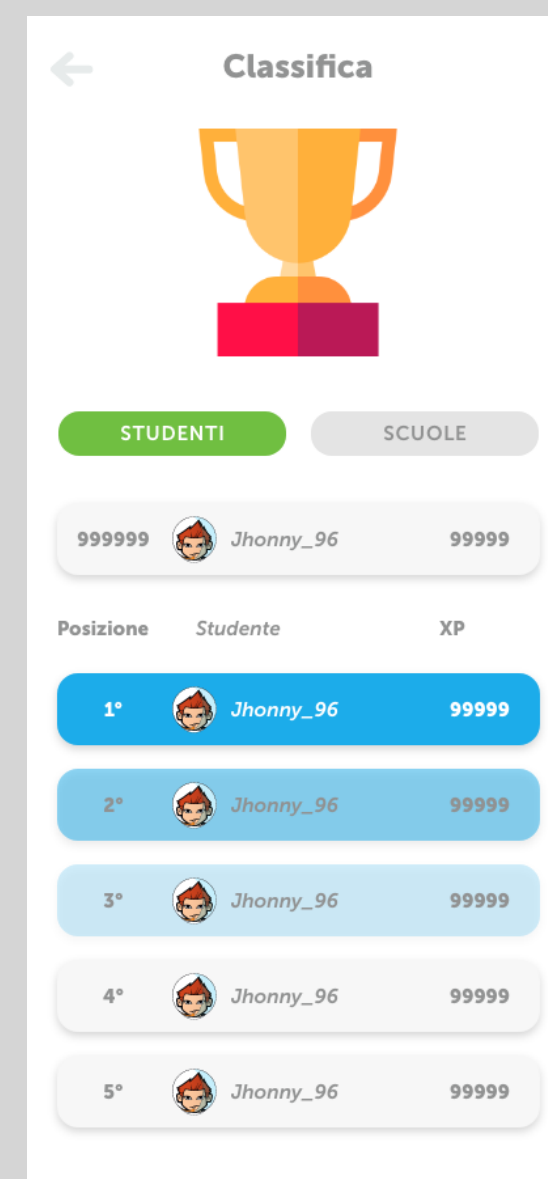 Classifica
STUDENTI SCUOLE
999999 Jhonny_96 99999
Posizione Studente XP
1° Jhonny_96 99999
2° Jhonny_96 99999
3° Jhonny_96 99999
4° Jhonny_96 99999
5° Jhonny_96 99999